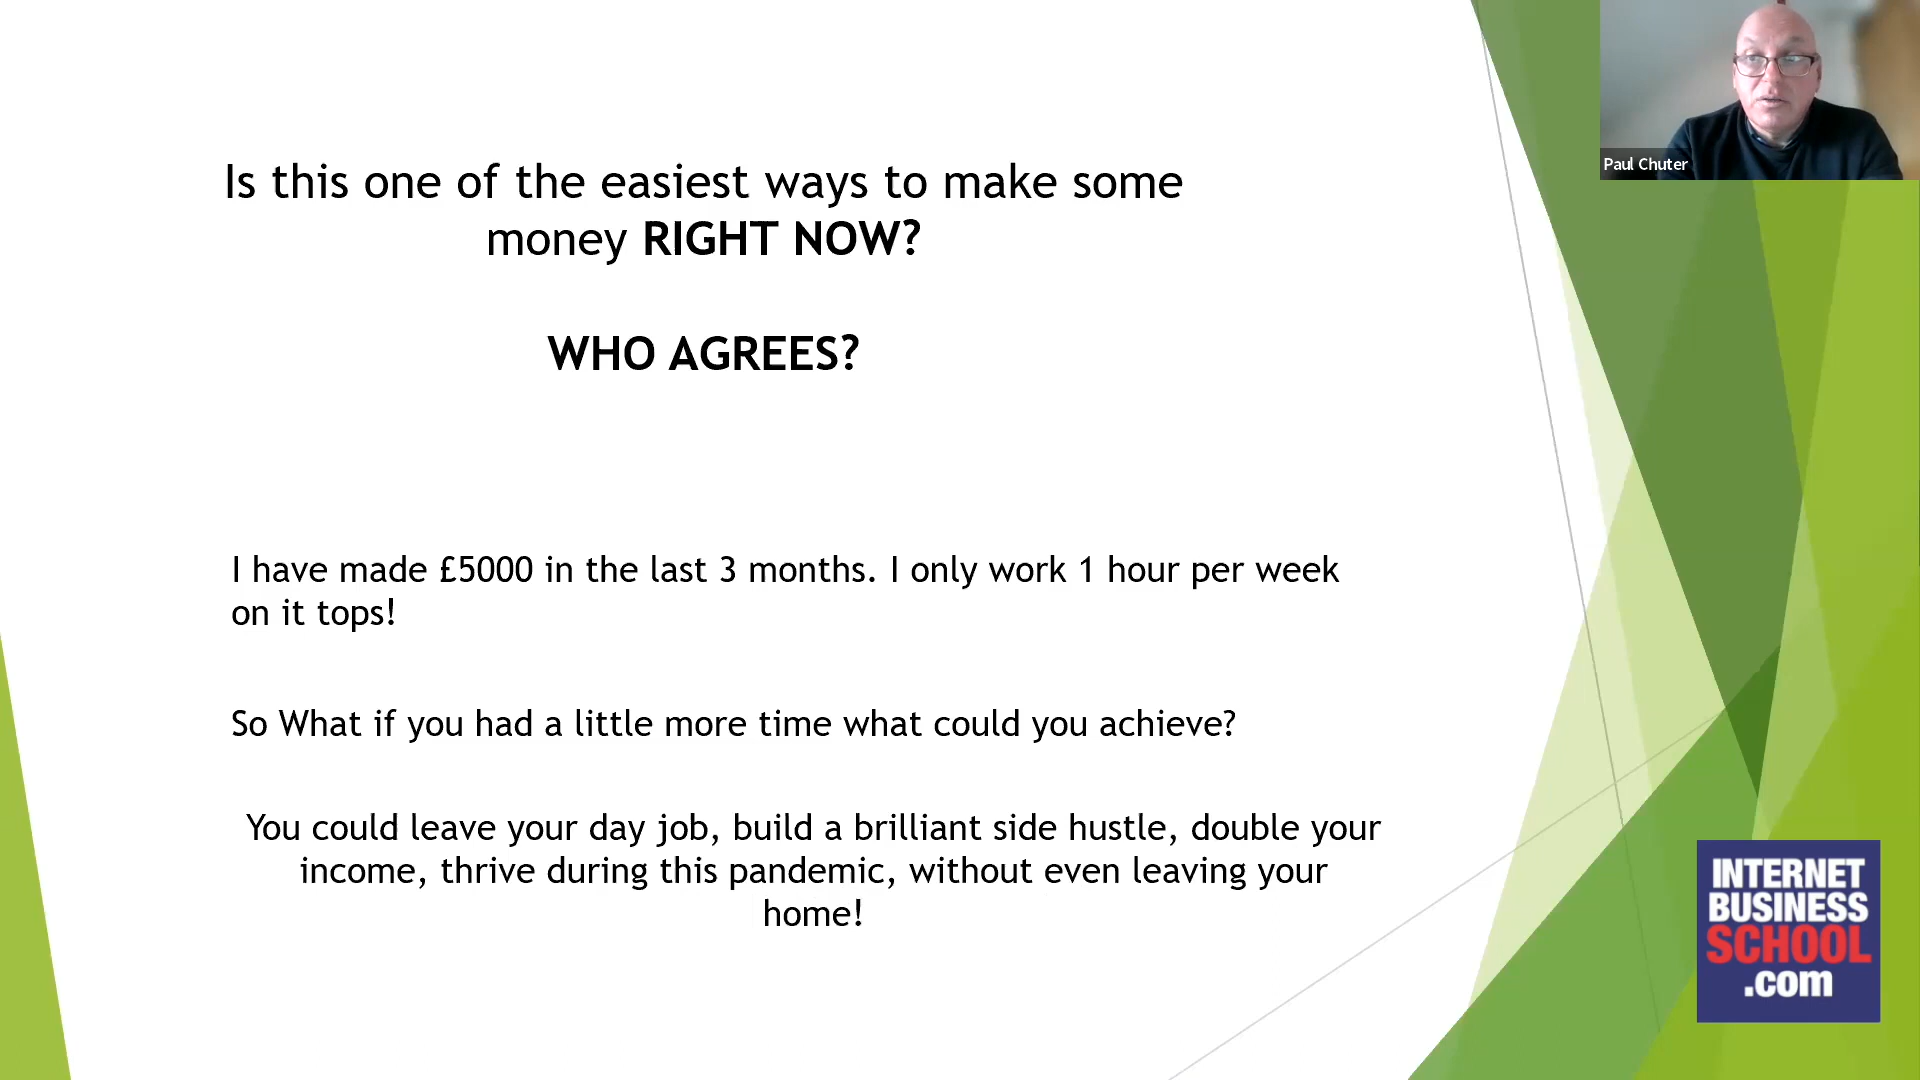 Paul Chuter
Is this one of the easiest ways to make some
money RIGHT NOW?
WHO AGREES?
I have made £5000 in the last 3 months. I only work 1 hour per week
on it tops!
So What if you had a little more time what could you achieve?
You could leave your day job, build a brilliant side hustle, double your
income, thrive during this pandemic, without even leaving your
home!
INTERNET
BUSINESS
SCHOOL
.com